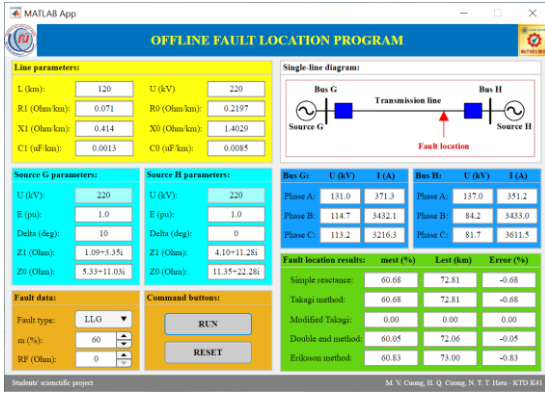 MATLAB App
OFFLINE FAULT LOCATION PROGRAM
Line parameters:
L (km): 120 U (kV) 220
R1 (Ohm/km): 0.071 R0 (Ohm/km): 0.2197
X1 (Ohm/km): 0.414 X0 (Ohm/km): 1.4029
C1 (uF/km): 0.0013 C0 (uF/km): 0.0085
Single-line diagram:
Bus G Bus H
Transmission line
Source G Source H
Fault location
Source G parameters:
U (kV): 220
E (pu): 1.0
Delta (deg): 10
Z1 (Ohm): 1.09+3.35i
Z0 (Ohm): 5.33+11.03i
Source H parameters:
U (kV): 220
E (pu): 1.0
Delta (deg): 0
Z1 (Ohm): 4.10+11.28i
Z0 (Ohm): 11.35+22.28i
Bus G: U (kV) I (A) Bus H: U (kV) I (A)
Phase A: 131.0 371.3 Phase A: 137.0 351.2
Phase B: 114.7 3432.1 Phase B: 84.2 3433.0
Phase C: 113.2 3216.3 Phase C: 81.7 3611.5
Fault location results: mest (%) Lest (km) Error (%)
Simple reactance: 60.68 72.81 -0.68
Takagi method: 60.68 72.81 -0.68
Modified Takagi: 0.00 0.00 0.00
Double end method: 60.05 72.06 -0.05
Eriksson method: 60.83 73.00 -0.83
Fault data:
Fault type: LLG
m (%): 60
RF (Ohm): 0
Command buttons:
RUN
RESET
Students' scienctific project M. V. Cuong, H. Q. Cuong, N. T. T. Hieu - KTD K41